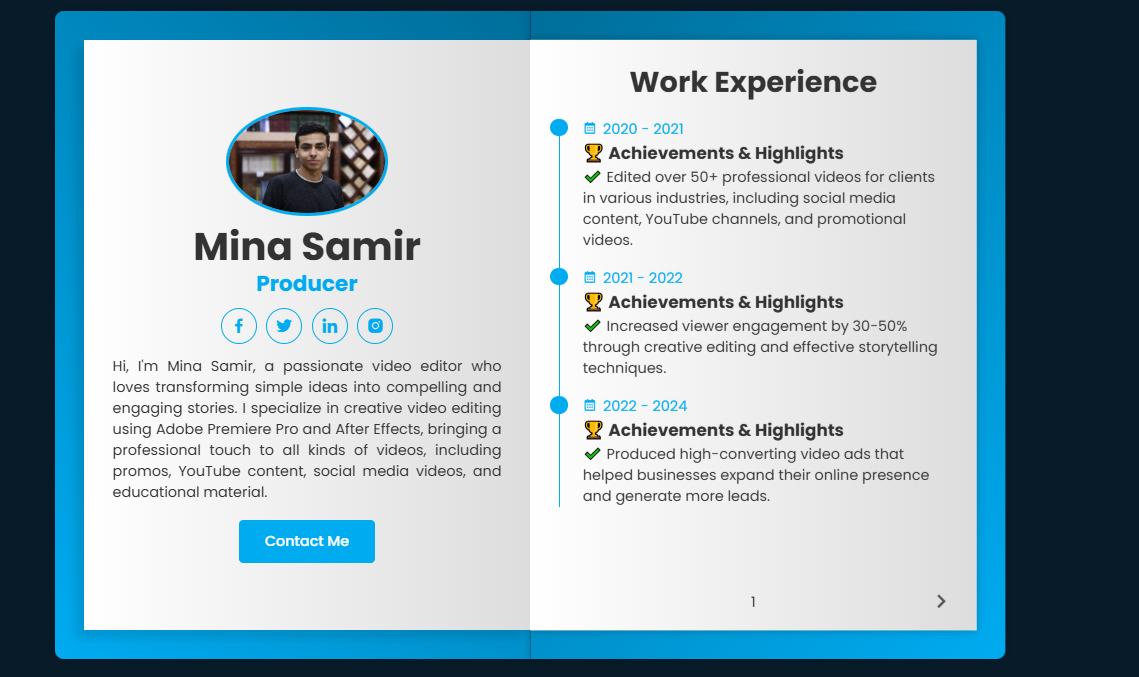 Mina Samir
Producer
Hi, I'm Mina Samir, a passionate video editor who
loves transforming simple ideas into compelling and
engaging stories. I specialize in creative video editing
using Adobe Premiere Pro and After Effects, bringing a
professional touch to all kinds of videos, including
promos, YouTube content, social media videos, and
educational material.
Contact Me
Work Experience
2020 - 2021
🏆 Achievements & Highlights
✔ Edited over 50+ professional videos for clients
in various industries, including social media
content, YouTube channels, and promotional
videos.
2021 - 2022
🏆 Achievements & Highlights
✔ Increased viewer engagement by 30-50%
through creative editing and effective storytelling
techniques.
2022 - 2024
🏆 Achievements & Highlights
✔ Produced high-converting video ads that
helped businesses expand their online presence
and generate more leads.
1